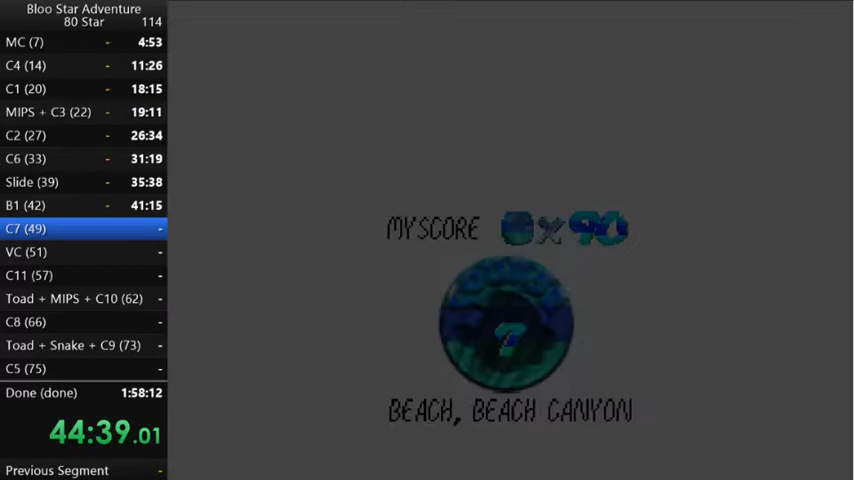 Bloo Star Adventure
80 Star 114
MC (7) - 4:53
C4 (14) - 11:26
C1 (20) - 18:15
MIPS + C3 (22) - 19:11
C2 (27) - 26:34
C6 (33) - 31:19
Slide (39) - 35:38
B1 (42) - 41:15
C7 (49) -
VC (51) -
C11 (57) -
Toad + MIPS + C10 (62) -
C8 (66) -
Toad + Snake + C9 (73) -
C5 (75) -
Done (done) 1:58:12
44:39.01
Previous Segment -
MYSCORE × 90
7
BEACH, BEACH CANYON